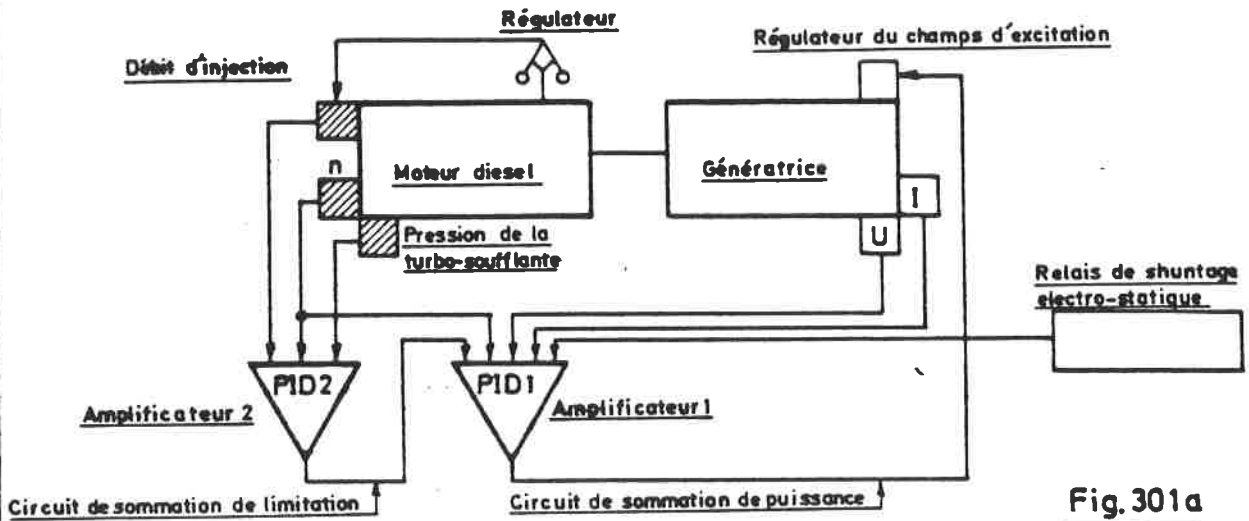 Régulateur
Régulateur du champs d'excitation
Débit d'injection
n
Moteur diesel
Génératrice
I
U
Pression de la
turbo-soufflante
Relais de shuntage
electro-statique
PID2
PID1
Amplificateur 2
Amplificateur 1
Circuit de sommation de limitation
Circuit de sommation de puissance
Fig. 301a